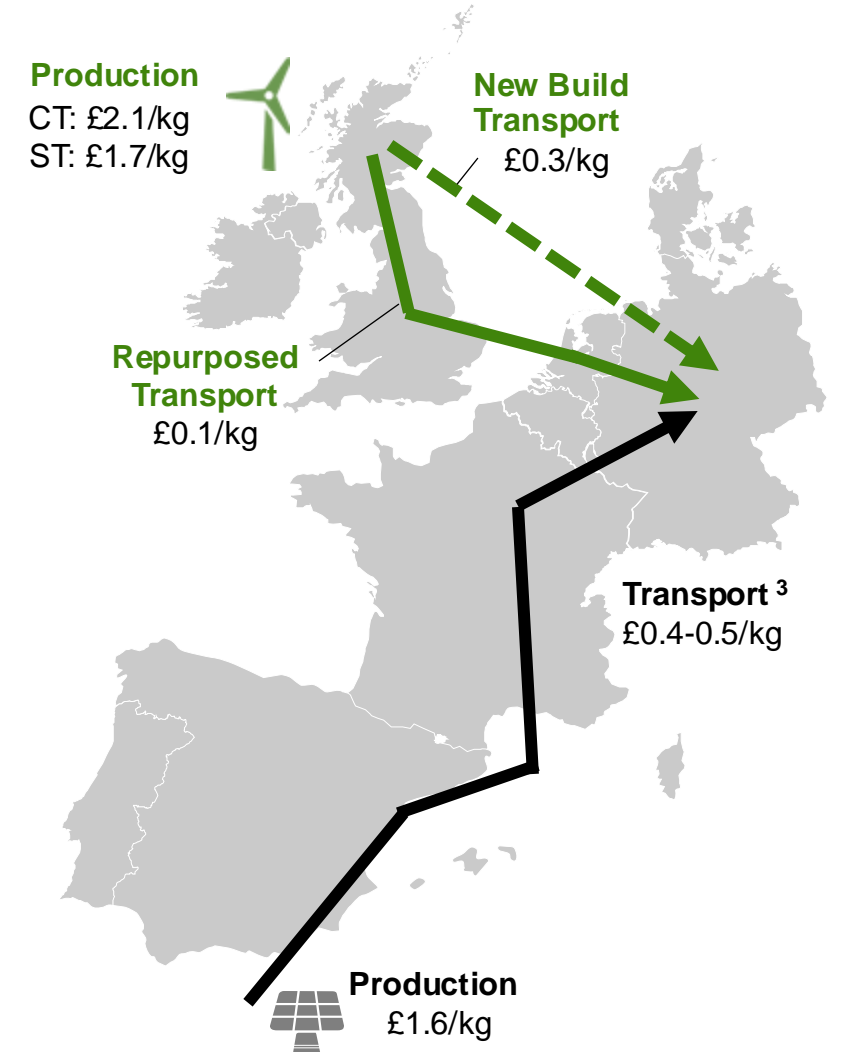 Production
CT: £2.1/kg
ST: £1.7/kg
New Build
Transport
£0.3/kg
Repurposed
Transport
£0.1/kg
Transport ³
£0.4-0.5/kg
Production
£1.6/kg